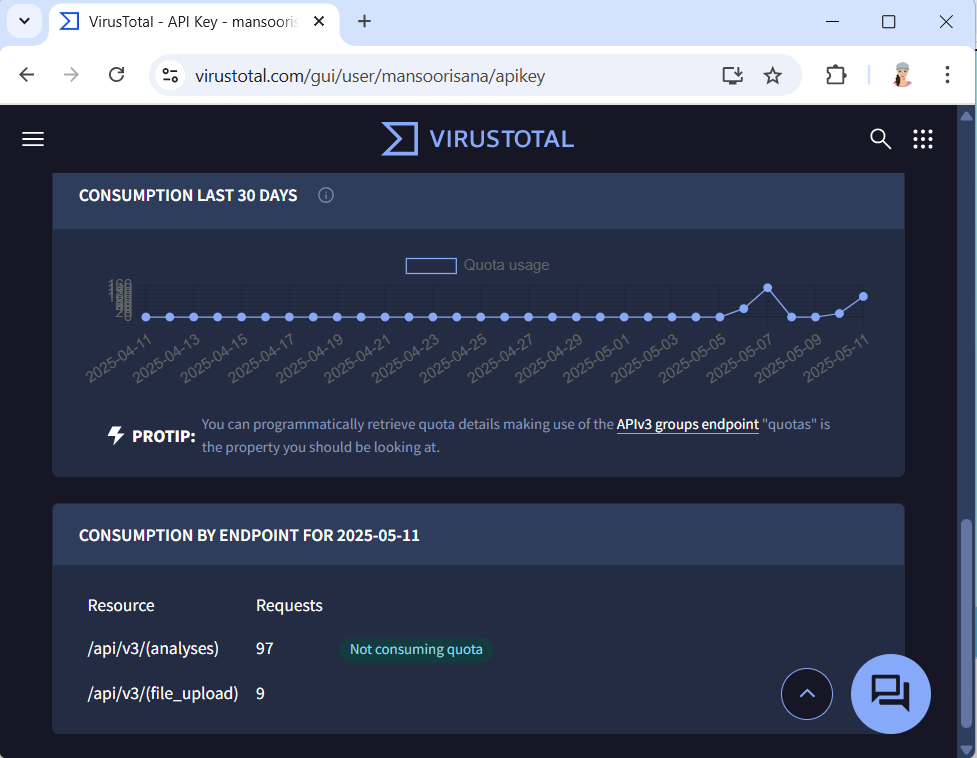 VirusTotal - API Key - mansooris
virustotal.com/gui/user/mansoorisana/apikey
VIRUSTOTAL
CONSUMPTION LAST 30 DAYS
Quota usage
160
20
0
2025-04-11
2025-04-13
2025-04-15
2025-04-17
2025-04-19
2025-04-21
2025-04-23
2025-04-25
2025-04-27
2025-04-29
2025-05-01
2025-05-03
2025-05-05
2025-05-07
2025-05-09
2025-05-11
PROTIP: You can programmatically retrieve quota details making use of the APIv3 groups endpoint "quotas" is
the property you should be looking at.
CONSUMPTION BY ENDPOINT FOR 2025-05-11
Resource Requests
/api/v3/(analyses) 97 Not consuming quota
/api/v3/(file_upload) 9